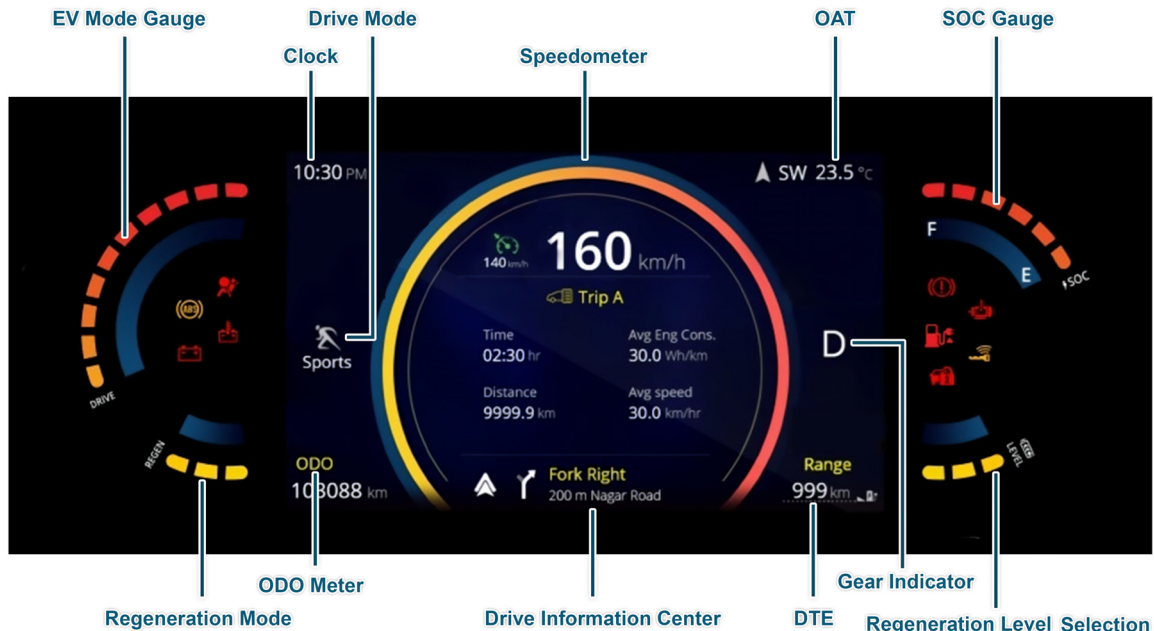 EV Mode Gauge
Drive Mode
OAT
SOC Gauge
Clock
Speedometer
10:30 PM
SW 23.5 °C
160 km/h
140 km/h
Trip A
F
E
SOC
ABS
Time
02:30 hr
Avg Eng Cons.
30.0 Wh/km
Sports
D
Distance
9999.9 km
Avg speed
30.0 km/hr
DRIVE
REGEN
LEVEL
ODO
108088 km
Fork Right
200 m Nagar Road
Range
999 km
ODO Meter
Gear Indicator
Regeneration Mode
Drive Information Center
DTE
Regeneration Level Selection